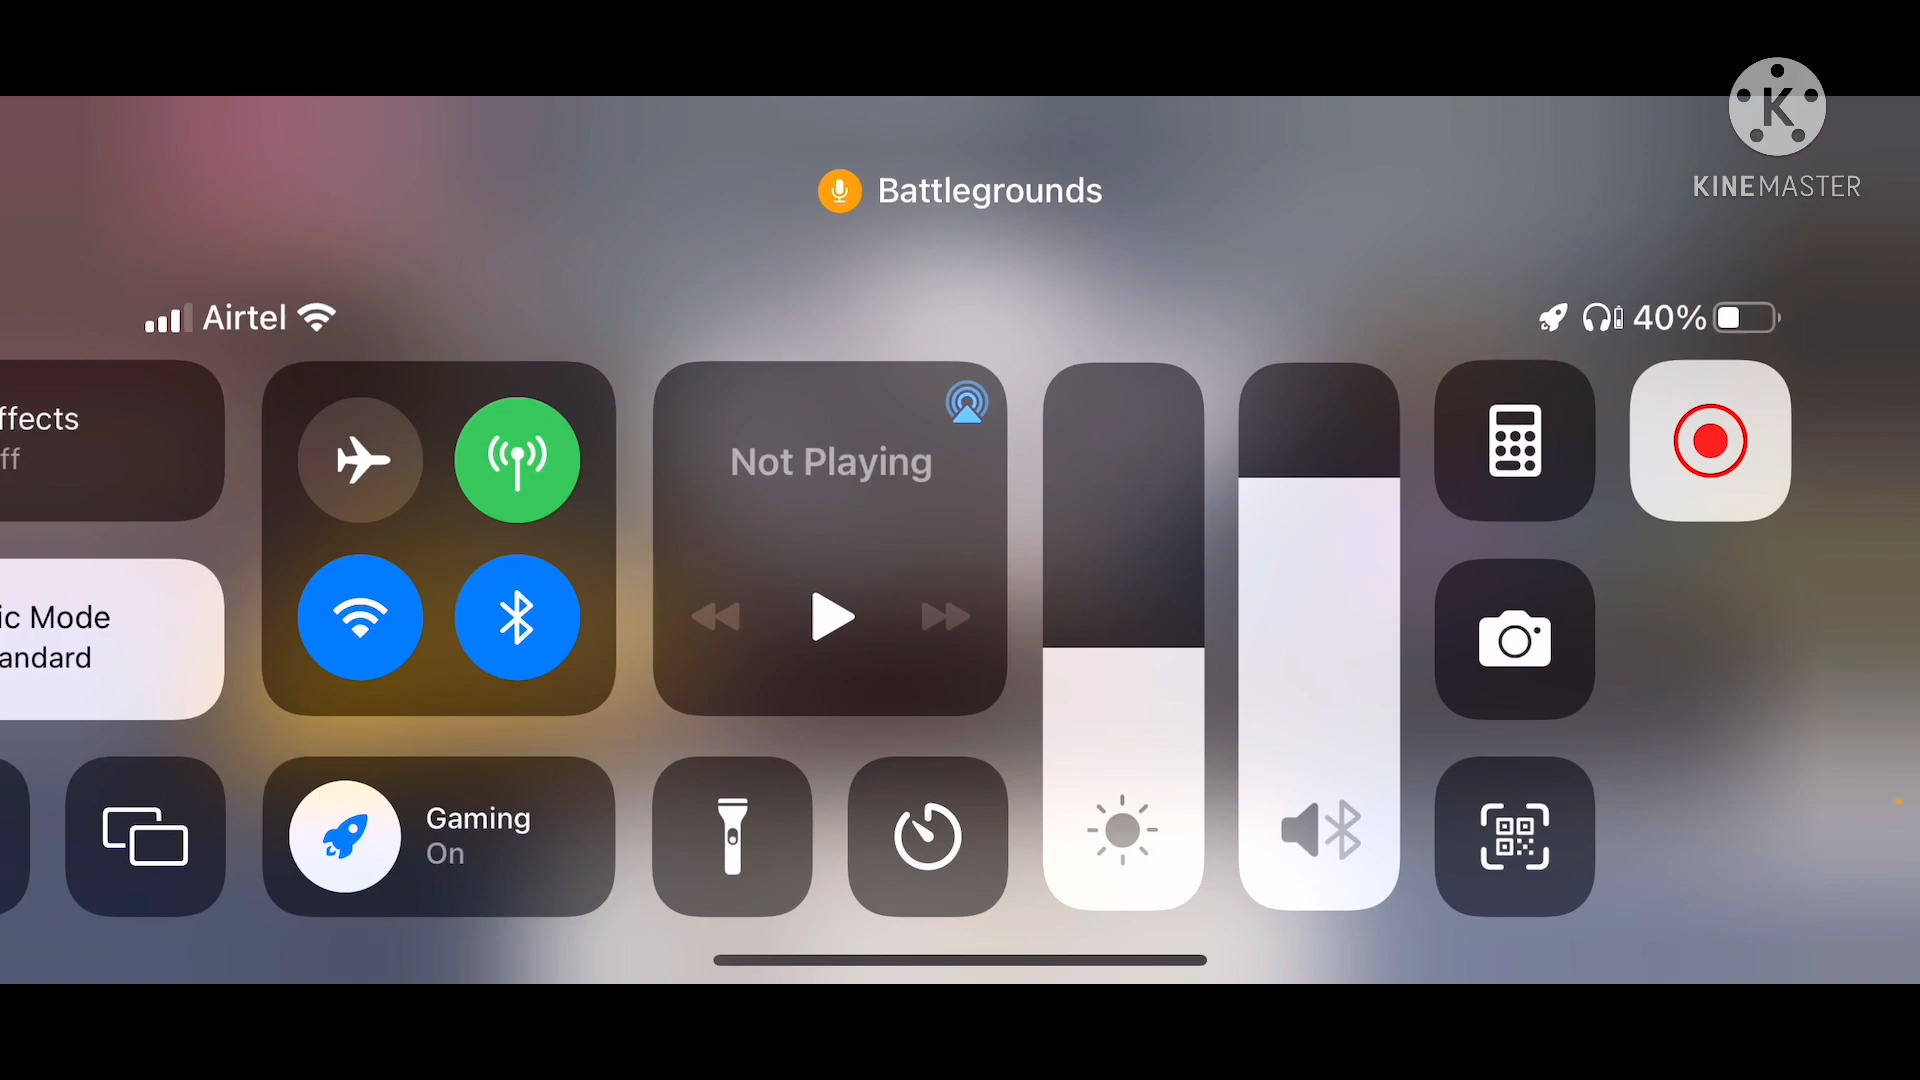 K
KINEMASTER
Battlegrounds
Airtel
40%
ffects
ff
Not Playing
ic Mode
andard
Gaming
On